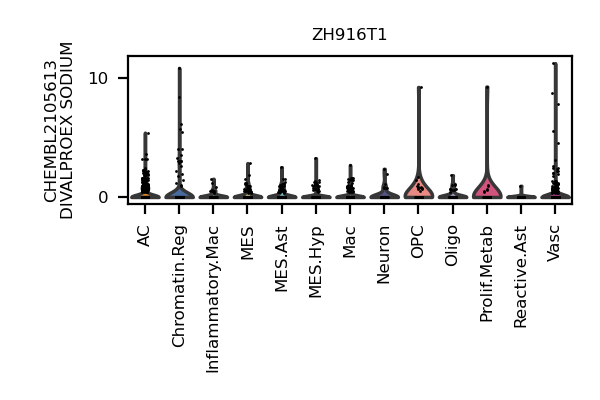 ZH916T1
CHEMBL2105613
DIVALPROEX SODIUM
10
0
AC
Chromatin.Reg
Inflammatory.Mac
MES
MES.Ast
MES.Hyp
Mac
Neuron
OPC
Oligo
Prolif.Metab
Reactive.Ast
Vasc